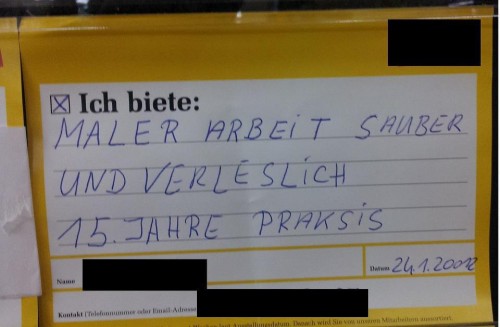 ☒ Ich biete:
MALER ARBEIT SAUBER
UND VERLESLICH
15. JAHRE PRAKSIS
Name
Datum 24.1.20012
Kontakt (Telefonnummer oder Email-Adresse